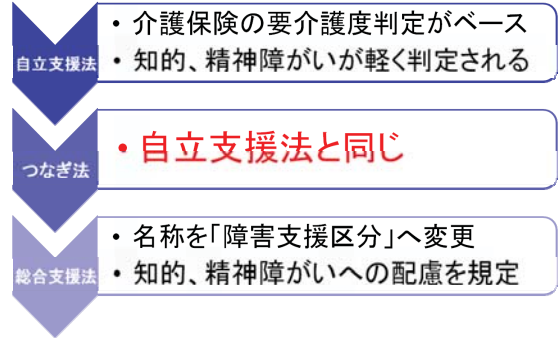 自立支援法
・ 介護保険の要介護度判定がベース
・ 知的、精神障がいが軽く判定される
つなぎ法
・自立支援法と同じ
総合支援法
・ 名称を「障害支援区分」へ変更
・ 知的、精神障がいへの配慮を規定